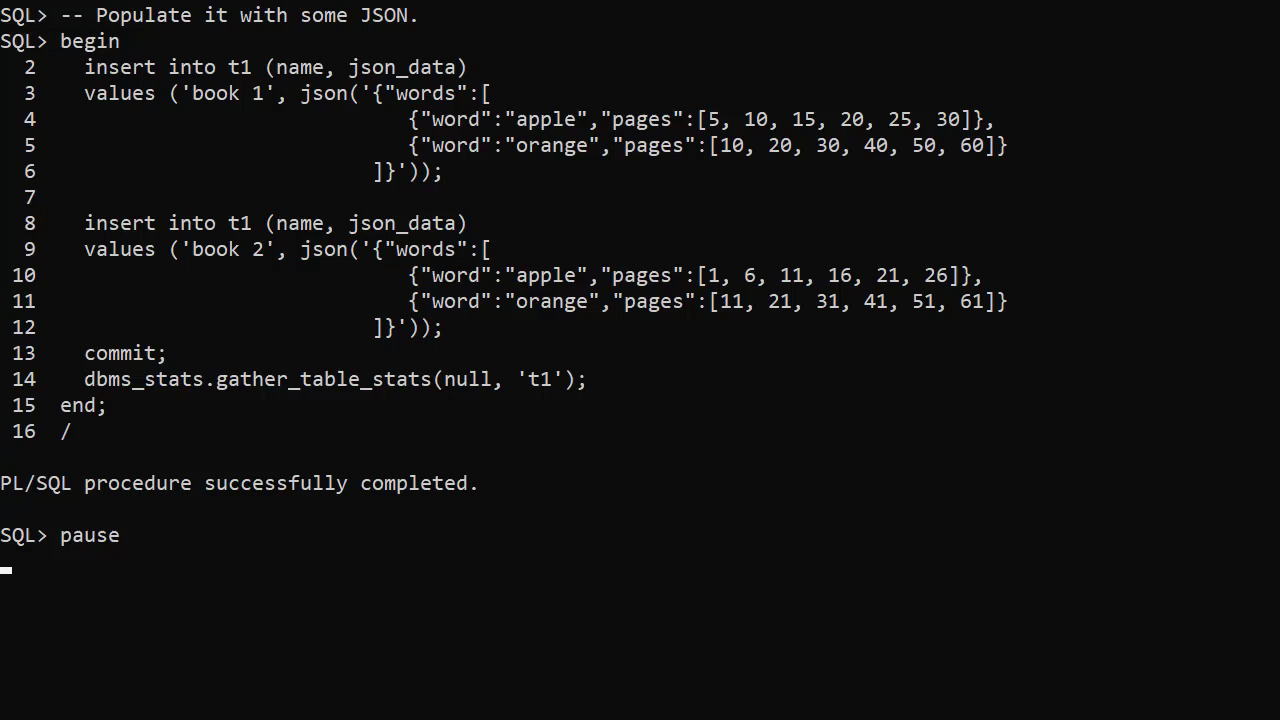 SQL> -- Populate it with some JSON.
SQL> begin
  2    insert into t1 (name, json_data)
  3    values ('book 1', json('{"words":[
  4                               {"word":"apple","pages":[5, 10, 15, 20, 25, 30]},
  5                               {"word":"orange","pages":[10, 20, 30, 40, 50, 60]}
  6                            ]}'));
  7
  8    insert into t1 (name, json_data)
  9    values ('book 2', json('{"words":[
 10                               {"word":"apple","pages":[1, 6, 11, 16, 21, 26]},
 11                               {"word":"orange","pages":[11, 21, 31, 41, 51, 61]}
 12                            ]}'));
 13    commit;
 14    dbms_stats.gather_table_stats(null, 't1');
 15  end;
 16  /
PL/SQL procedure successfully completed.
SQL> pause